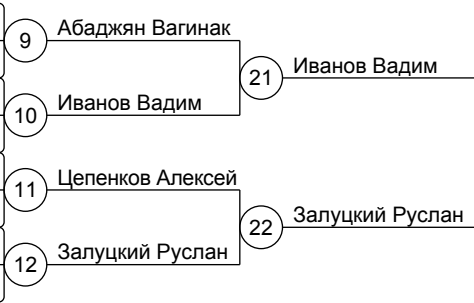 9
Абаджян Вагинак
21
Иванов Вадим
10
Иванов Вадим
11
Цепенков Алексей
22
Залуцкий Руслан
12
Залуцкий Руслан